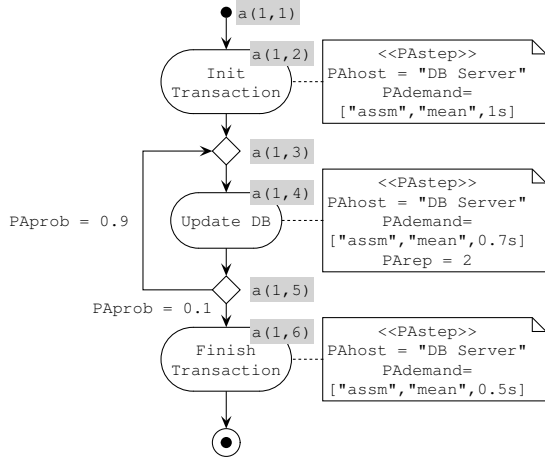 a(1,1)
a(1,2)
Init
Transaction
<<PAstep>>
PAhost = "DB Server"
PAdemand=
["assm","mean",1s]
a(1,3)
a(1,4)
Update DB
<<PAstep>>
PAhost = "DB Server"
PAdemand=
["assm","mean",0.7s]
PArep = 2
PAprob = 0.9
a(1,5)
PAprob = 0.1
a(1,6)
Finish
Transaction
<<PAstep>>
PAhost = "DB Server"
PAdemand=
["assm","mean",0.5s]